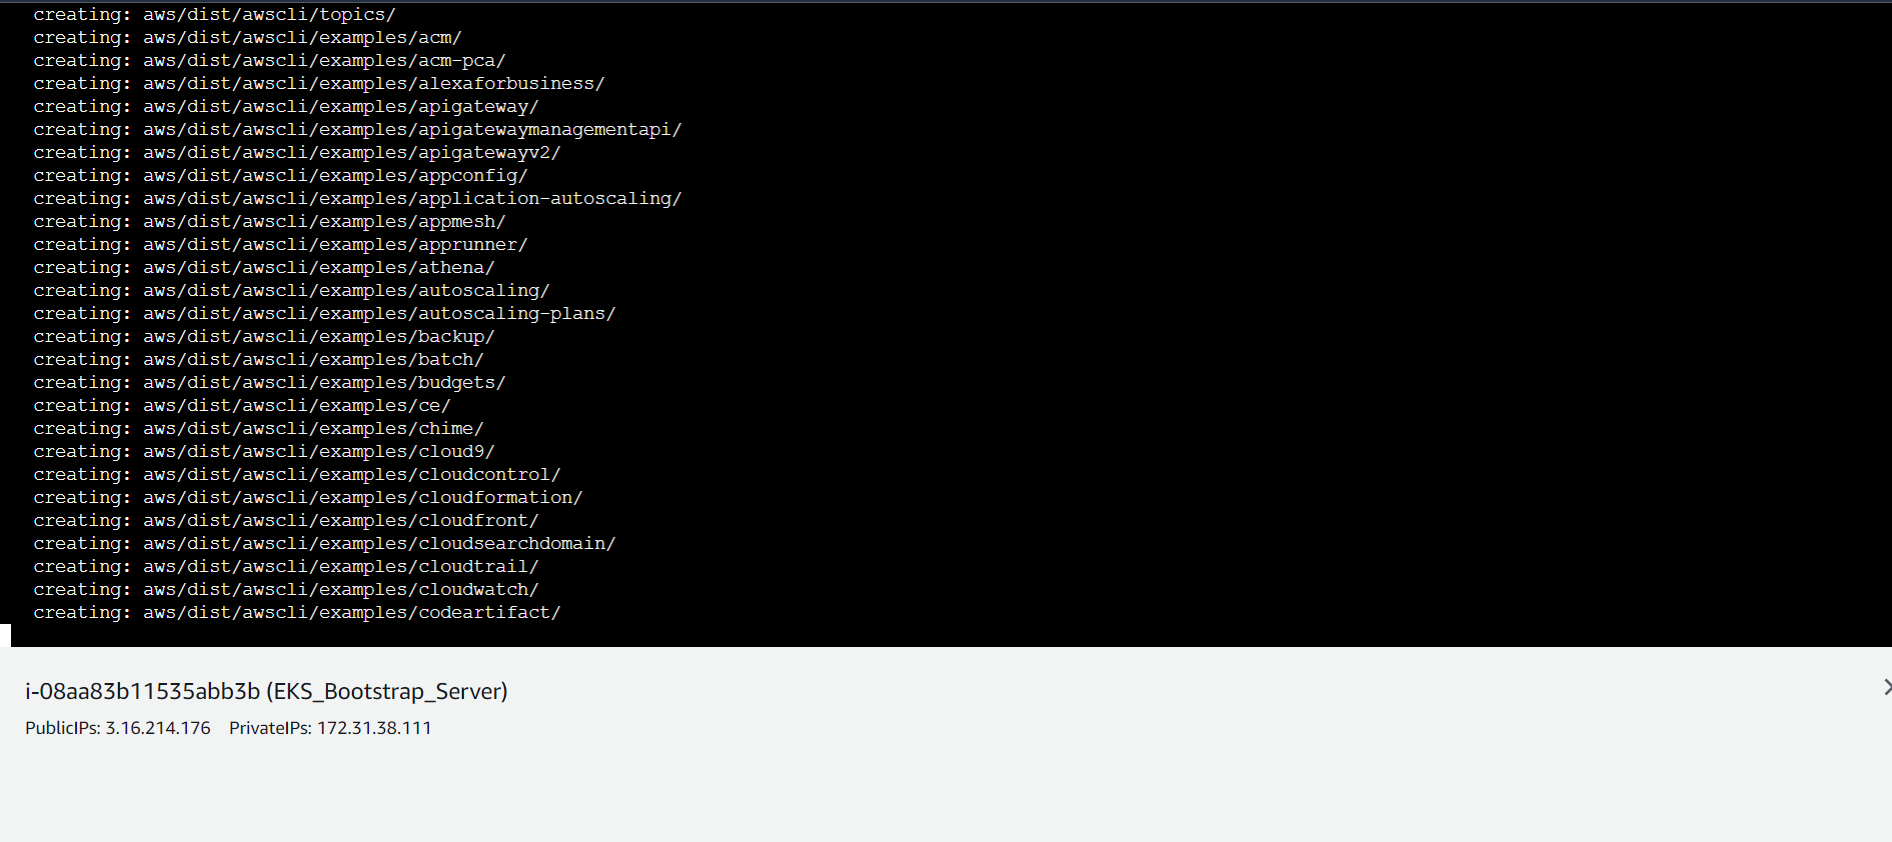 creating: aws/dist/awscli/topics/
creating: aws/dist/awscli/examples/acm/
creating: aws/dist/awscli/examples/acm-pca/
creating: aws/dist/awscli/examples/alexaforbusiness/
creating: aws/dist/awscli/examples/apigateway/
creating: aws/dist/awscli/examples/apigatewaymanagementapi/
creating: aws/dist/awscli/examples/apigatewayv2/
creating: aws/dist/awscli/examples/appconfig/
creating: aws/dist/awscli/examples/application-autoscaling/
creating: aws/dist/awscli/examples/appmesh/
creating: aws/dist/awscli/examples/apprunner/
creating: aws/dist/awscli/examples/athena/
creating: aws/dist/awscli/examples/autoscaling/
creating: aws/dist/awscli/examples/autoscaling-plans/
creating: aws/dist/awscli/examples/backup/
creating: aws/dist/awscli/examples/batch/
creating: aws/dist/awscli/examples/budgets/
creating: aws/dist/awscli/examples/ce/
creating: aws/dist/awscli/examples/chime/
creating: aws/dist/awscli/examples/cloud9/
creating: aws/dist/awscli/examples/cloudcontrol/
creating: aws/dist/awscli/examples/cloudformation/
creating: aws/dist/awscli/examples/cloudfront/
creating: aws/dist/awscli/examples/cloudsearchdomain/
creating: aws/dist/awscli/examples/cloudtrail/
creating: aws/dist/awscli/examples/cloudwatch/
creating: aws/dist/awscli/examples/codeartifact/
i-08aa83b11535abb3b (EKS_Bootstrap_Server)
PublicIPs: 3.16.214.176 PrivateIPs: 172.31.38.111